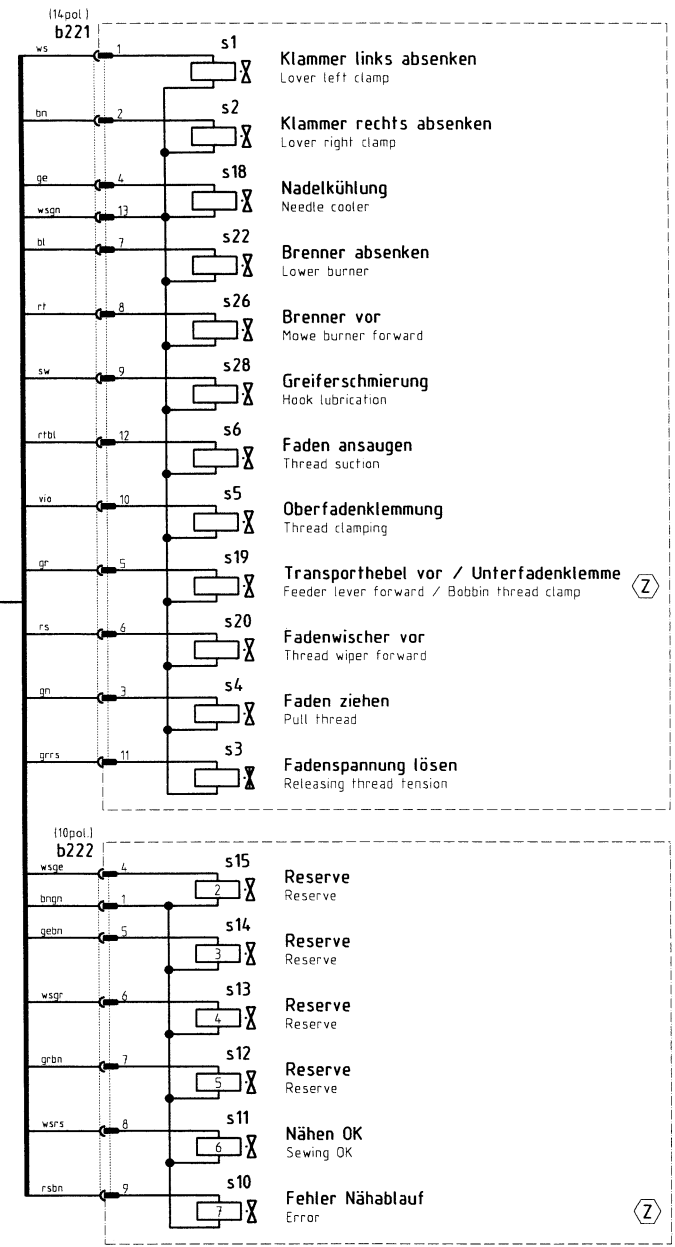 (14pol.)
b221
ws 1 s1
Klammer links absenken
Lover left clamp
bn 2 s2
Klammer rechts absenken
Lover right clamp
ge 4 s18
Nadelkühlung
Needle cooler
wsgn 13
bl 7 s22
Brenner absenken
Lower burner
rt 8 s26
Brenner vor
Mowe burner forward
sw 9 s28
Greiferschmierung
Hook lubrication
rtbl 12 s6
Faden ansaugen
Thread suction
vio 10 s5
Oberfadenklemmung
Thread clamping
gr 5 s19
Transporthebel vor / Unterfadenklemme Z
Feeder lever forward / Bobbin thread clamp
rs 6 s20
Fadenwischer vor
Thread wiper forward
gn 3 s4
Faden ziehen
Pull thread
grrs 11 s3
Fadenspannung lösen
Releasing thread tension
(10pol.)
b222
wsge 4 s15
2 Reserve
Reserve
bngn 1
gebn 5 s14
3 Reserve
Reserve
wsgr 6 s13
4 Reserve
Reserve
grbn 7 s12
5 Reserve
Reserve
wsrs 8 s11
6 Nähen OK
Sewing OK
rsbn 9 s10
7 Fehler Nähablauf Z
Error